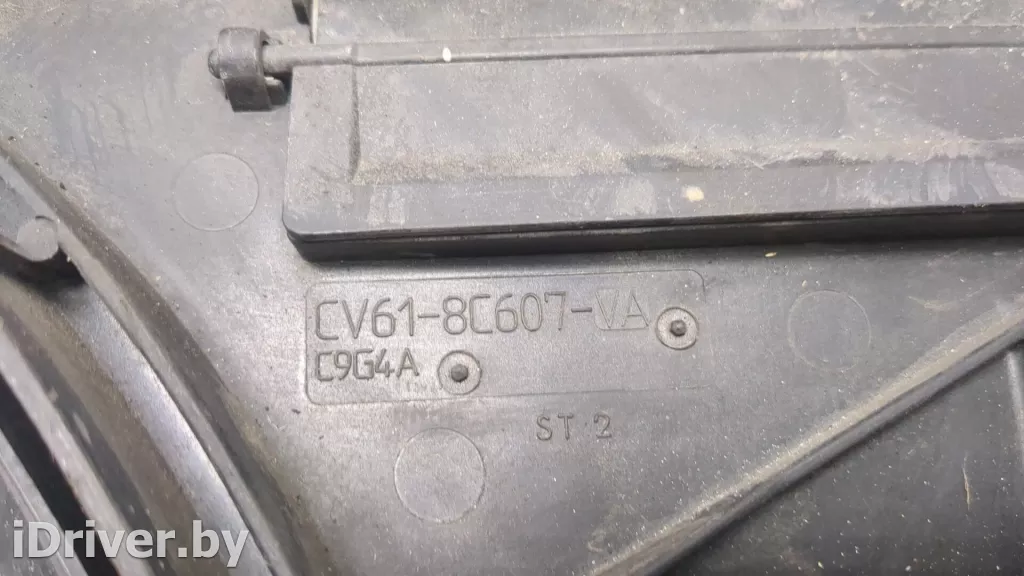 CV61-8C607-VA
C9G4A
ST 2
iDriver.by